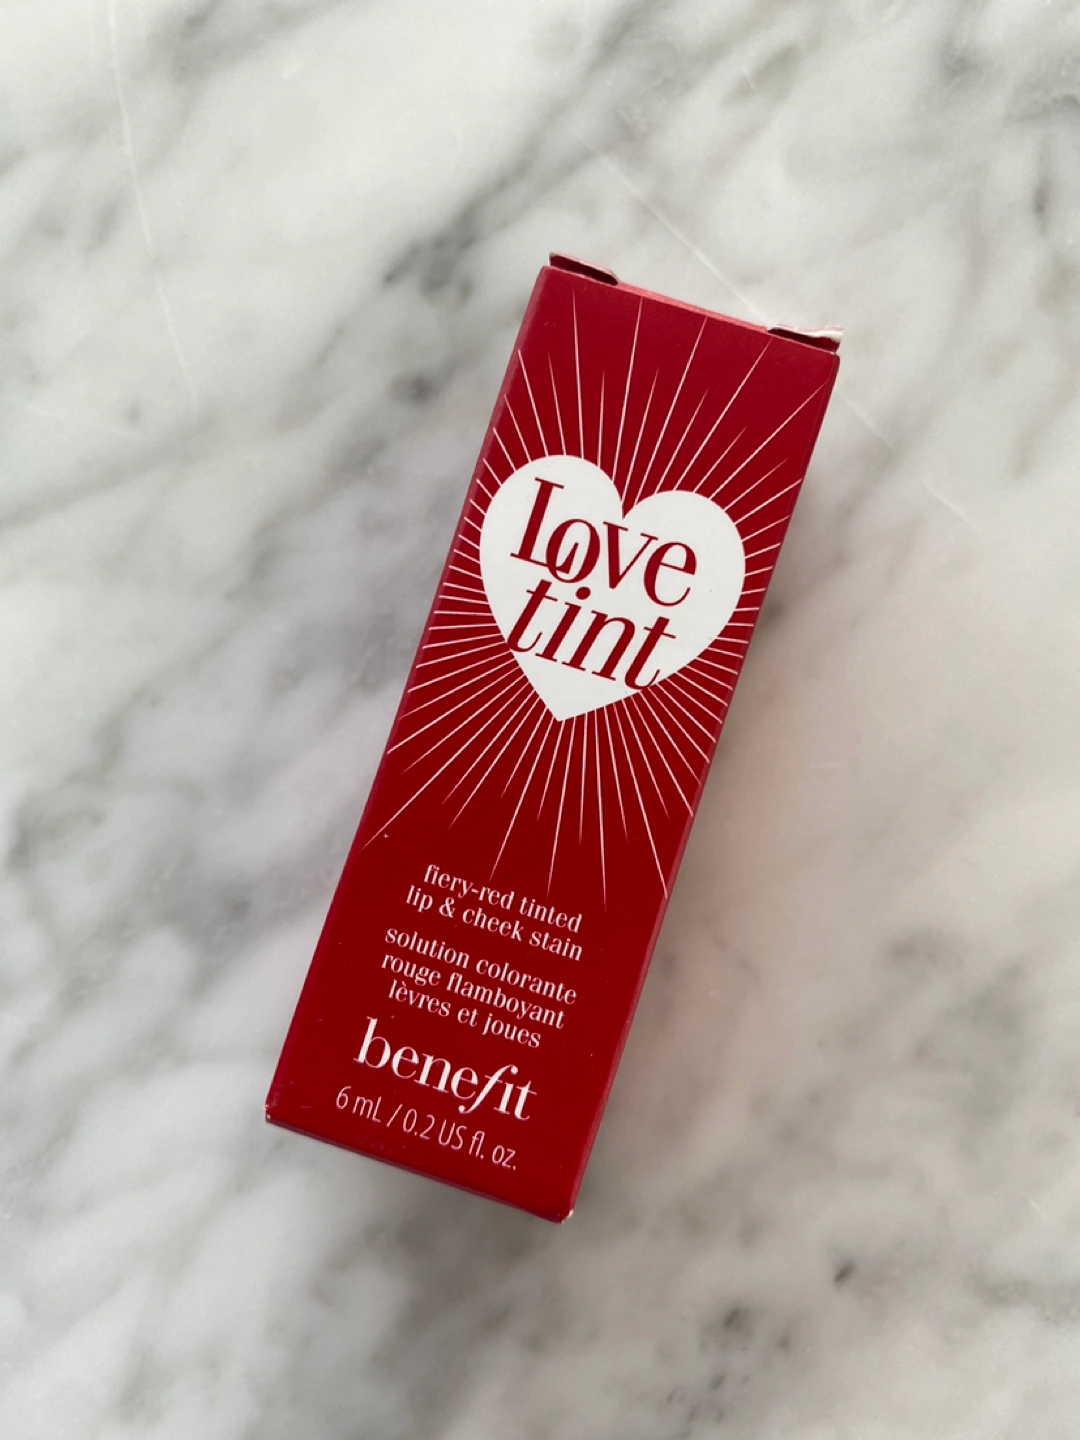 Love
tint
fiery-red tinted
lip & cheek stain
solution colorante
rouge flamboyant
lèvres et joues
benefit
6 mL / 0.2 US fl. oz.